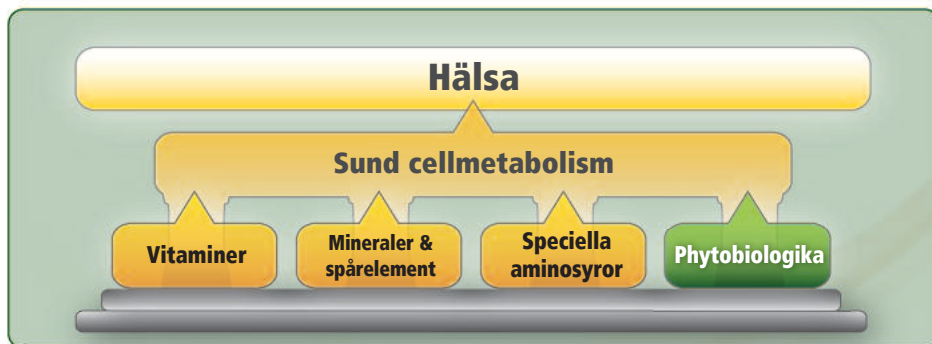 Hälsa
Sund cellmetabolism
Vitaminer
Mineraler &
spårelement
Speciella
aminosyror
Phytobiologika